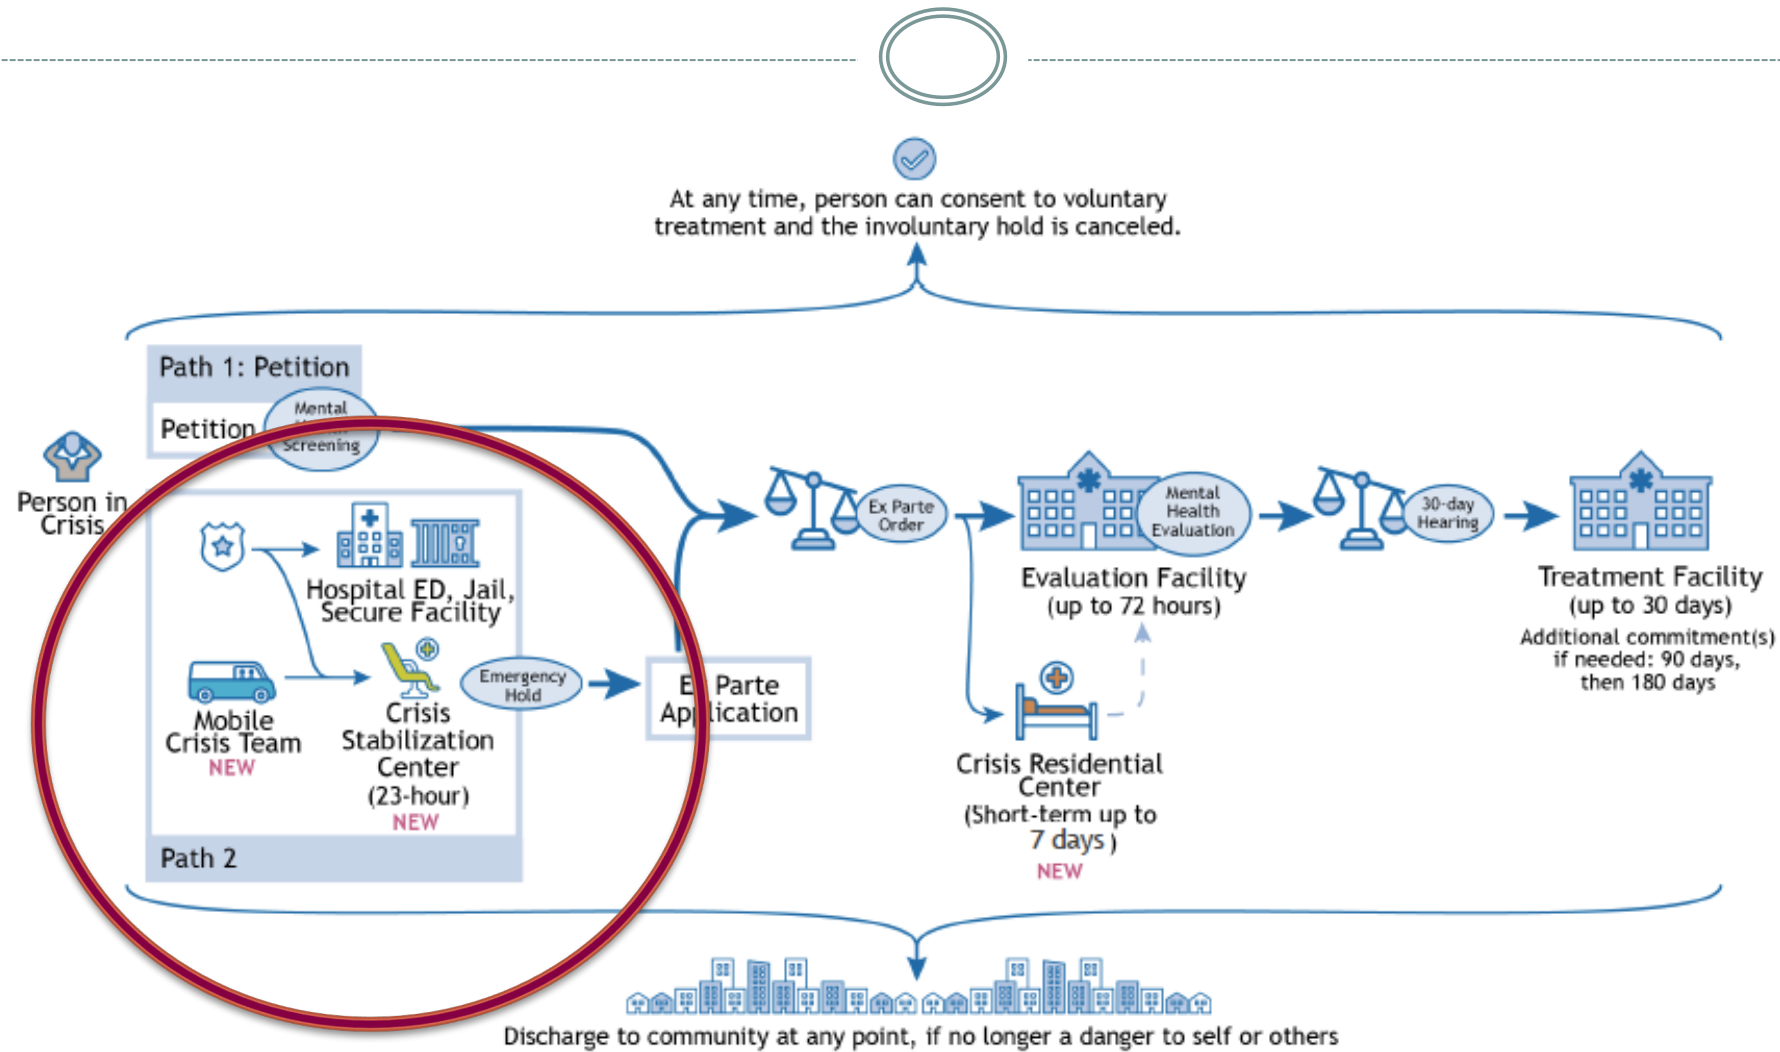 At any time, person can consent to voluntary
treatment and the involuntary hold is canceled.
Path 1: Petition
Petition
Mental
Screening
Person in
Crisis
Hospital ED, Jail,
Secure Facility
Mobile
Crisis Team
NEW
Crisis
Stabilization
Center
(23-hour)
NEW
Emergency
Hold
Path 2
Ex Parte
Application
Ex Parte
Order
Mental
Health
Evaluation
Evaluation Facility
(up to 72 hours)
Crisis Residential
Center
(Short-term up to
7 days)
NEW
30-day
Hearing
Treatment Facility
(up to 30 days)
Additional commitment(s)
if needed: 90 days,
then 180 days
Discharge to community at any point, if no longer a danger to self or others